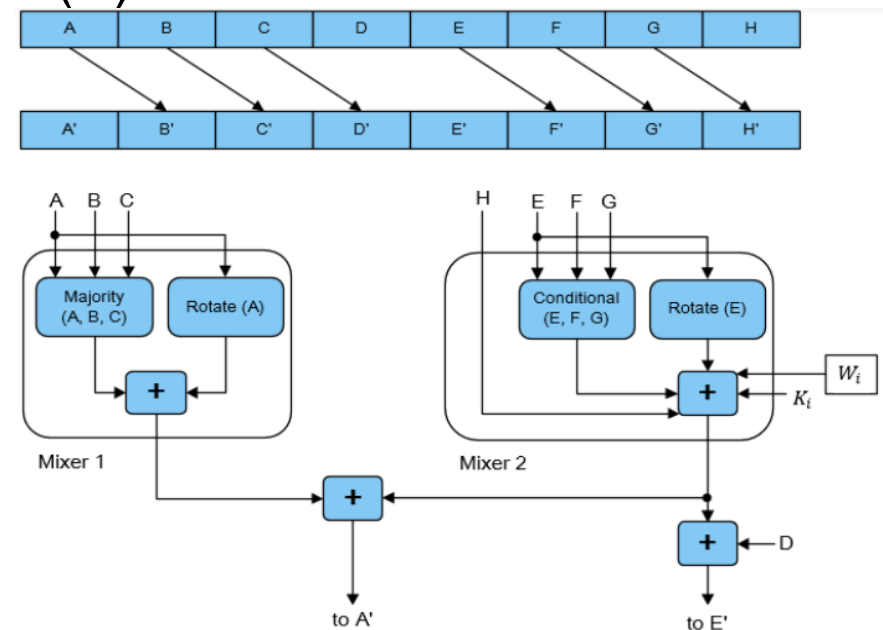 A B C D E F G H
A' B' C' D' E' F' G' H'
A B C H E F G
Majority
(A, B, C)
Rotate (A)
Conditional
(E, F, G)
Rotate (E)
+
+
Wᵢ
Kᵢ
Mixer 1
Mixer 2
+
+
D
to A'
to E'